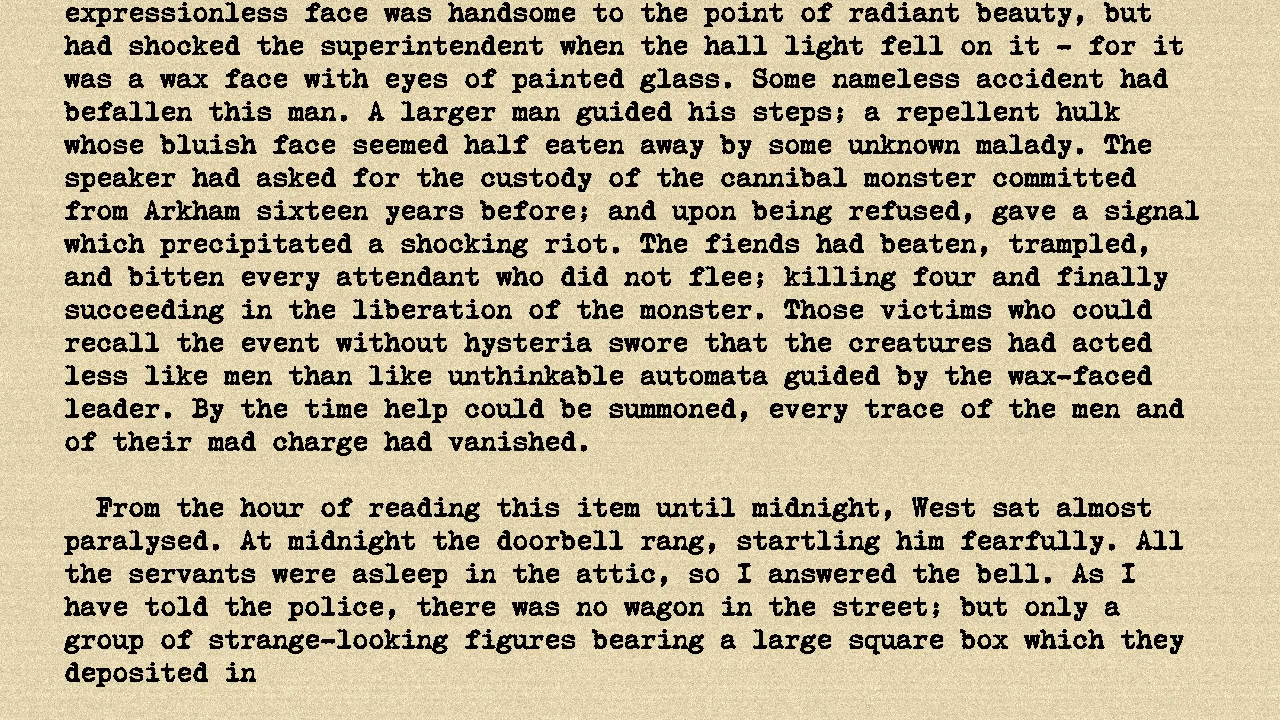 expressionless face was handsome to the point of radiant beauty, but
had shocked the superintendent when the hall light fell on it – for it
was a wax face with eyes of painted glass. Some nameless accident had
befallen this man. A larger man guided his steps; a repellent hulk
whose bluish face seemed half eaten away by some unknown malady. The
speaker had asked for the custody of the cannibal monster committed
from Arkham sixteen years before; and upon being refused, gave a signal
which precipitated a shocking riot. The fiends had beaten, trampled,
and bitten every attendant who did not flee; killing four and finally
succeeding in the liberation of the monster. Those victims who could
recall the event without hysteria swore that the creatures had acted
less like men than like unthinkable automata guided by the wax-faced
leader. By the time help could be summoned, every trace of the men and
of their mad charge had vanished.
From the hour of reading this item until midnight, West sat almost
paralysed. At midnight the doorbell rang, startling him fearfully. All
the servants were asleep in the attic, so I answered the bell. As I
have told the police, there was no wagon in the street; but only a
group of strange-looking figures bearing a large square box which they
deposited in